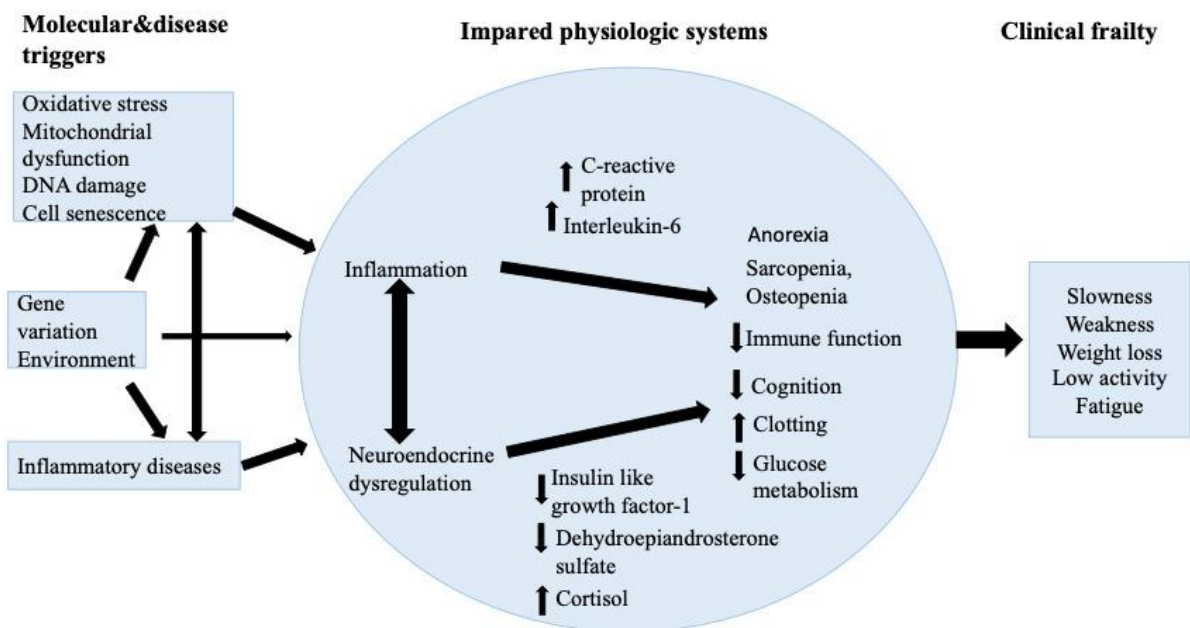 Molecular&disease
triggers
Oxidative stress
Mitochondrial
dysfunction
DNA damage
Cell senescence
Gene
variation
Environment
Inflammatory diseases
Impared physiologic systems
C-reactive
protein
Interleukin-6
Inflammation
Neuroendocrine
dysregulation
Insulin like
growth factor-1
Dehydroepiandrosterone
sulfate
Cortisol
Anorexia
Sarcopenia,
Osteopenia
Immune function
Cognition
Clotting
Glucose
metabolism
Clinical frailty
Slowness
Weakness
Weight loss
Low activity
Fatigue